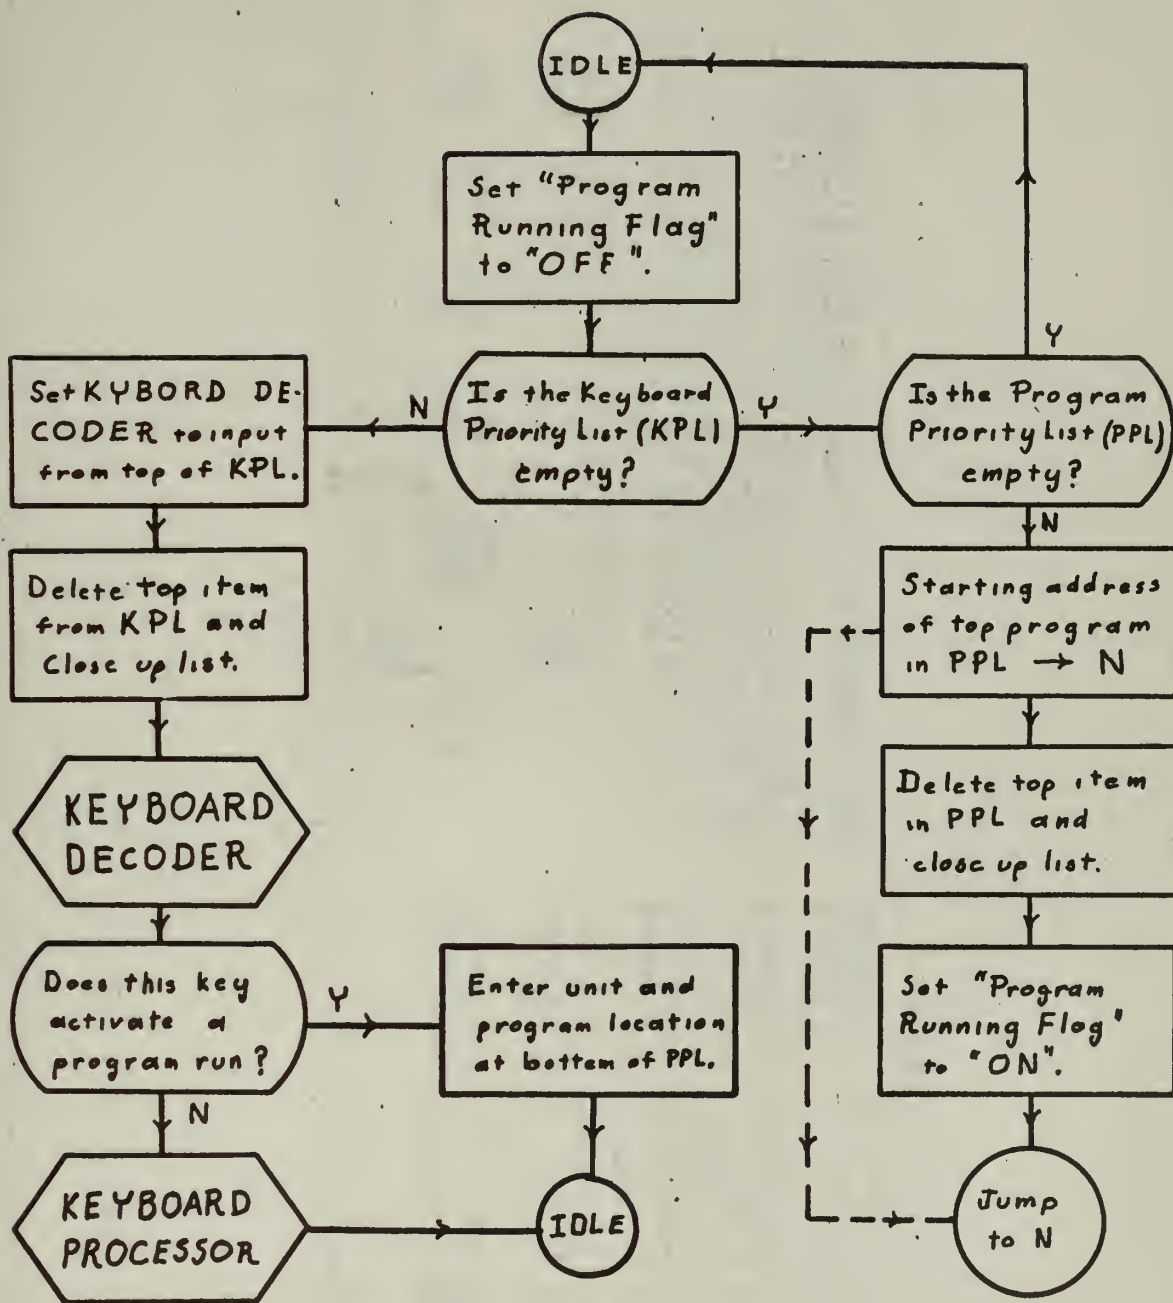 IDLE
Set "Program
Running Flag"
to "OFF".
Y
Set KYBORD DE-
CODER to input
from top of KPL.
N
Is the Keyboard
Priority List (KPL)
empty?
Y
Is the Program
Priority List (PPL)
empty?
N
Delete top item
from KPL and
Close up list.
Starting address
of top program
in PPL → N
KEYBOARD
DECODER
Delete top item
in PPL and
close up list.
Does this key
activate a
program run?
Y
Enter unit and
program location
at bottom of PPL.
Set "Program
Running Flag"
to "ON".
N
KEYBOARD
PROCESSOR
IDLE
Jump
to N